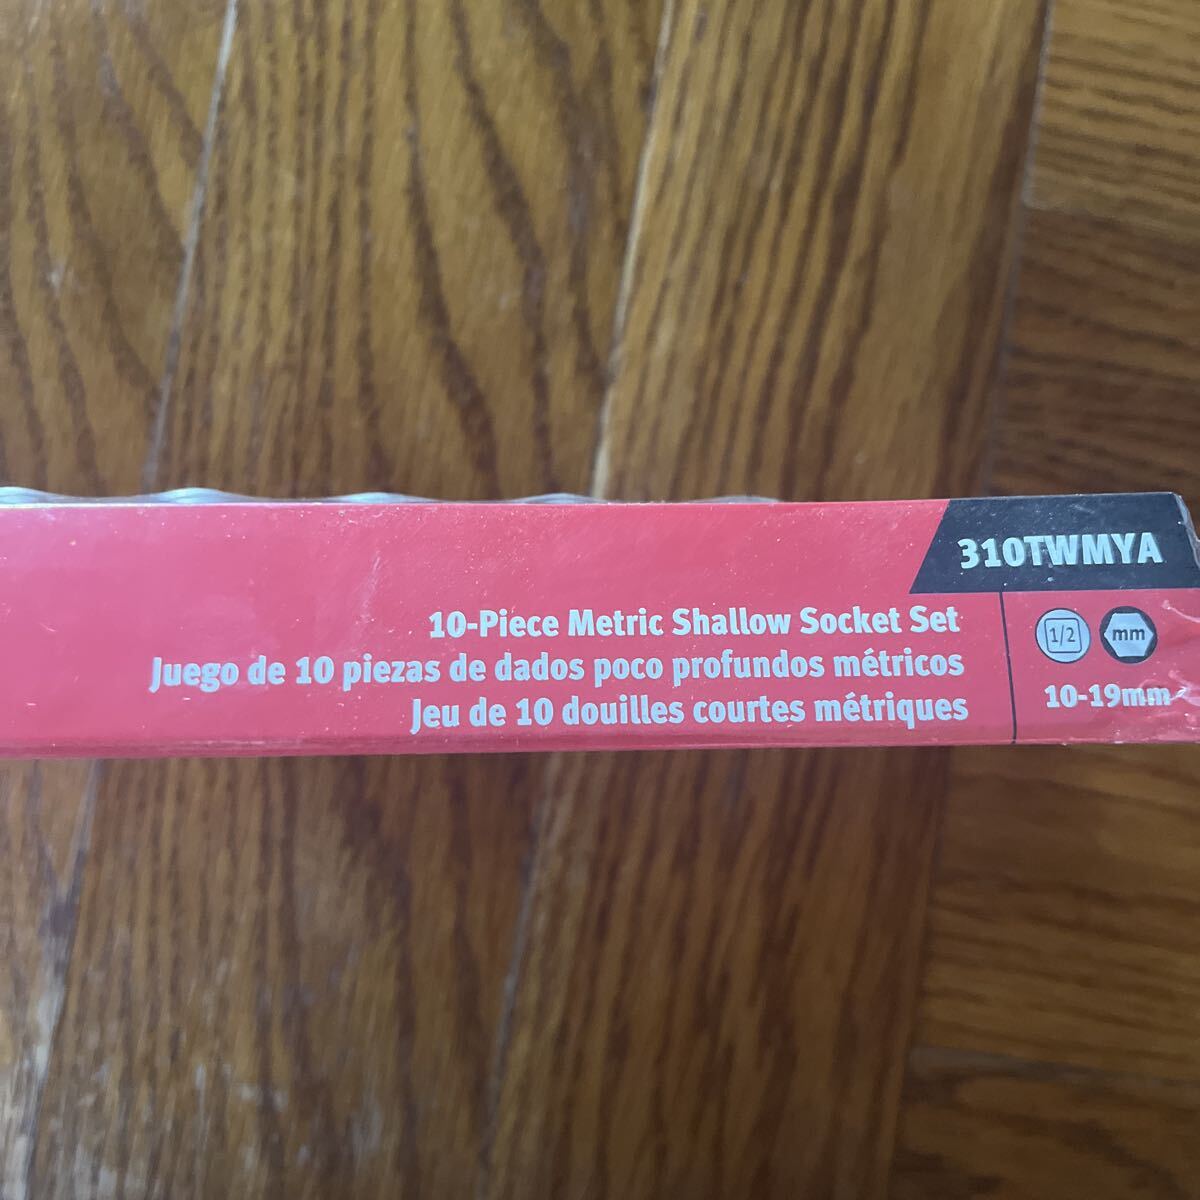 310TWMYA
10-Piece Metric Shallow Socket Set
Juego de 10 piezas de dados poco profundos métricos
Jeu de 10 douilles courtes métriques
1/2 mm
10-19mm